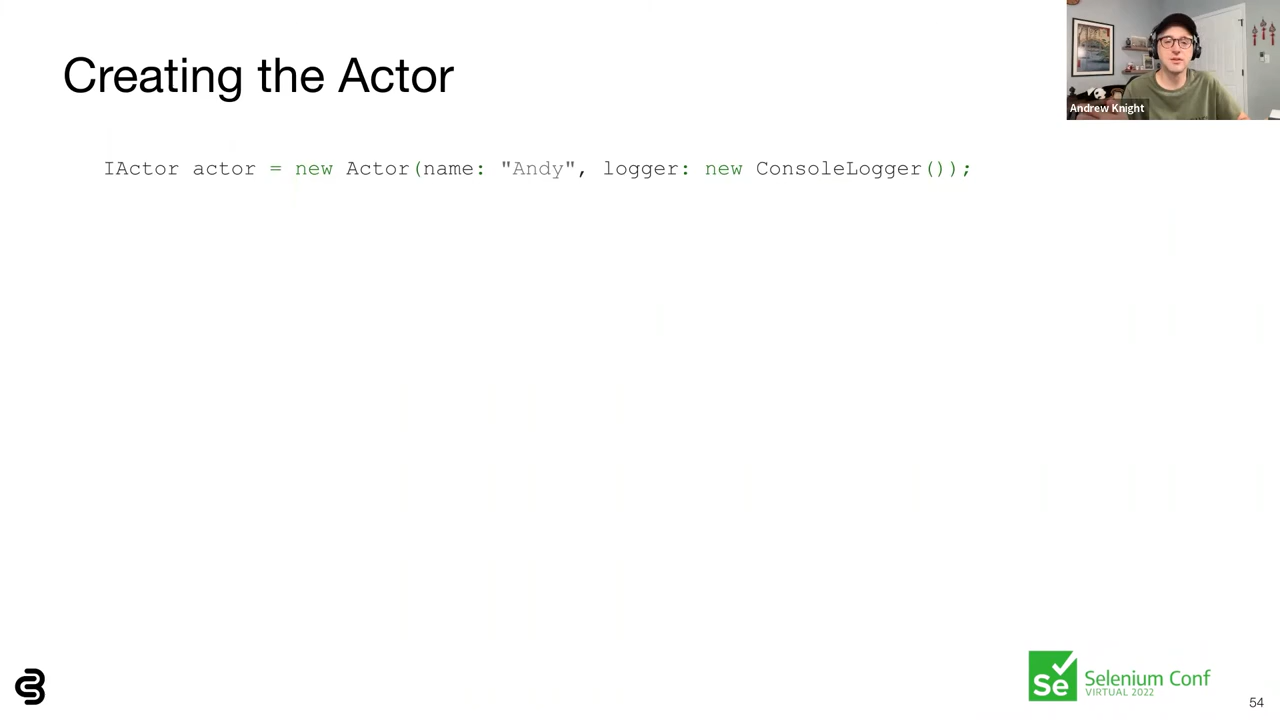 Creating the Actor
Andrew Knight
IActor actor = new Actor(name: "Andy", logger: new ConsoleLogger());
Se
Selenium Conf
VIRTUAL 2022
54